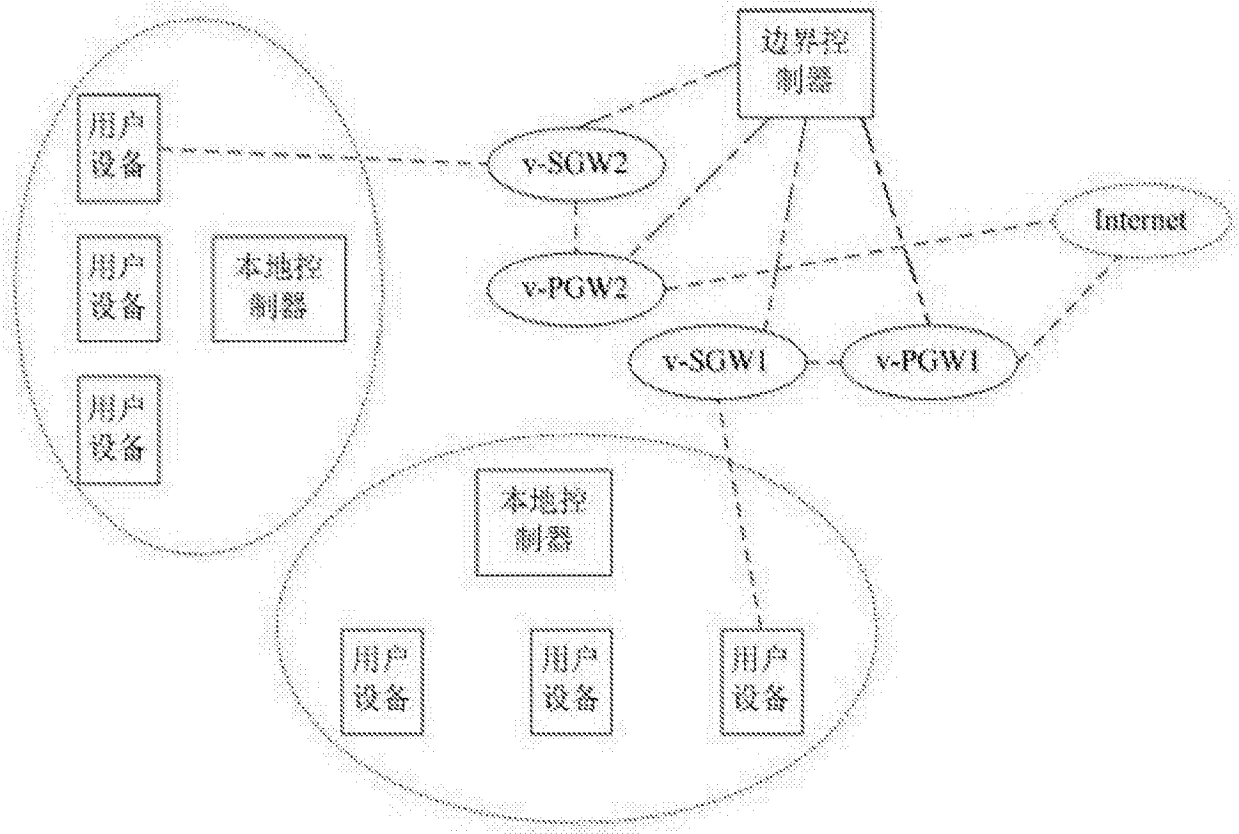 边界控
制器
用户
设备
v-SGW2
Internet
用户
设备
本地控
制器
v-PGW2
v-SGW1
v-PGW1
用户
设备
本地控
制器
用户
设备
用户
设备
用户
设备